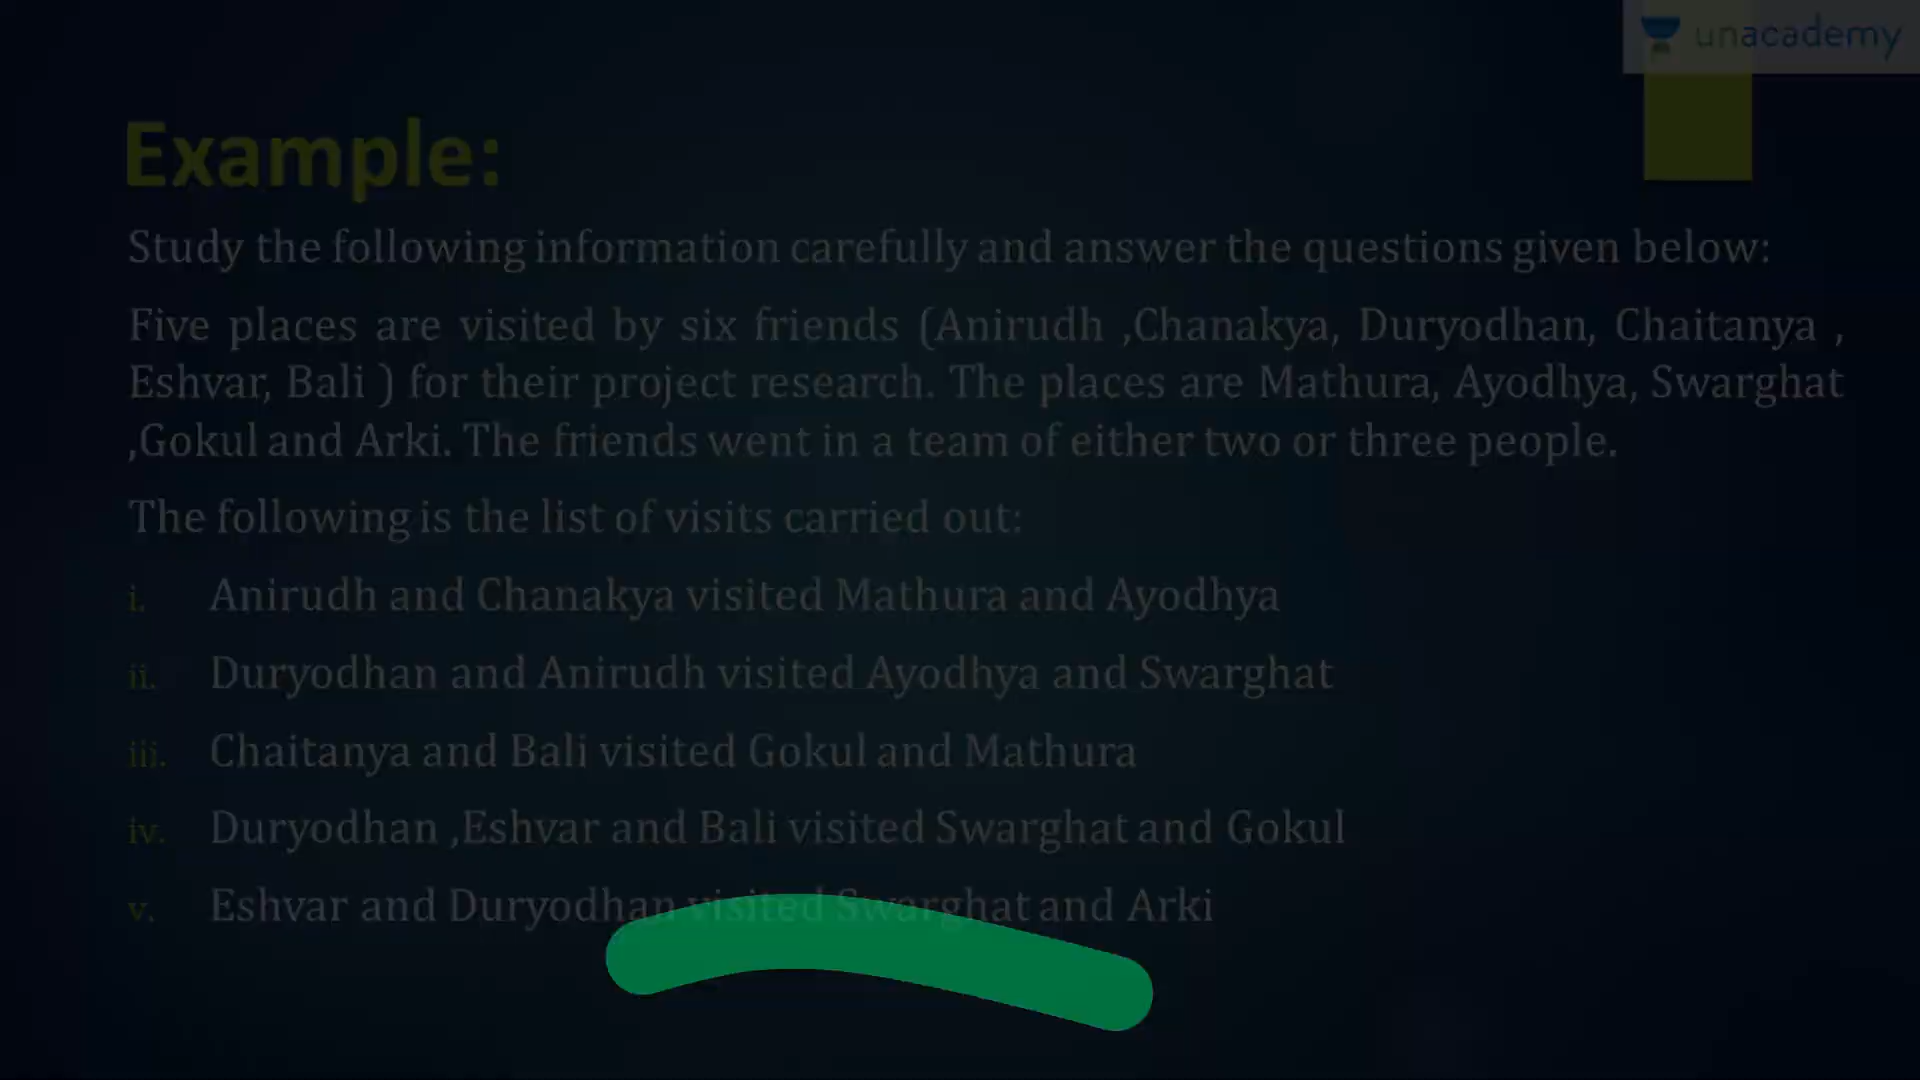 unacademy
Example:
Study the following information carefully and answer the questions given below:
Five places are visited by six friends (Anirudh ,Chanakya, Duryodhan, Chaitanya ,
Eshvar, Bali ) for their project research. The places are Mathura, Ayodhya, Swarghat
,Gokul and Arki. The friends went in a team of either two or three people.
The following is the list of visits carried out:
i. Anirudh and Chanakya visited Mathura and Ayodhya
ii. Duryodhan and Anirudh visited Ayodhya and Swarghat
iii. Chaitanya and Bali visited Gokul and Mathura
iv. Duryodhan ,Eshvar and Bali visited Swarghat and Gokul
v. Eshvar and Duryodhan visited Swarghat and Arki